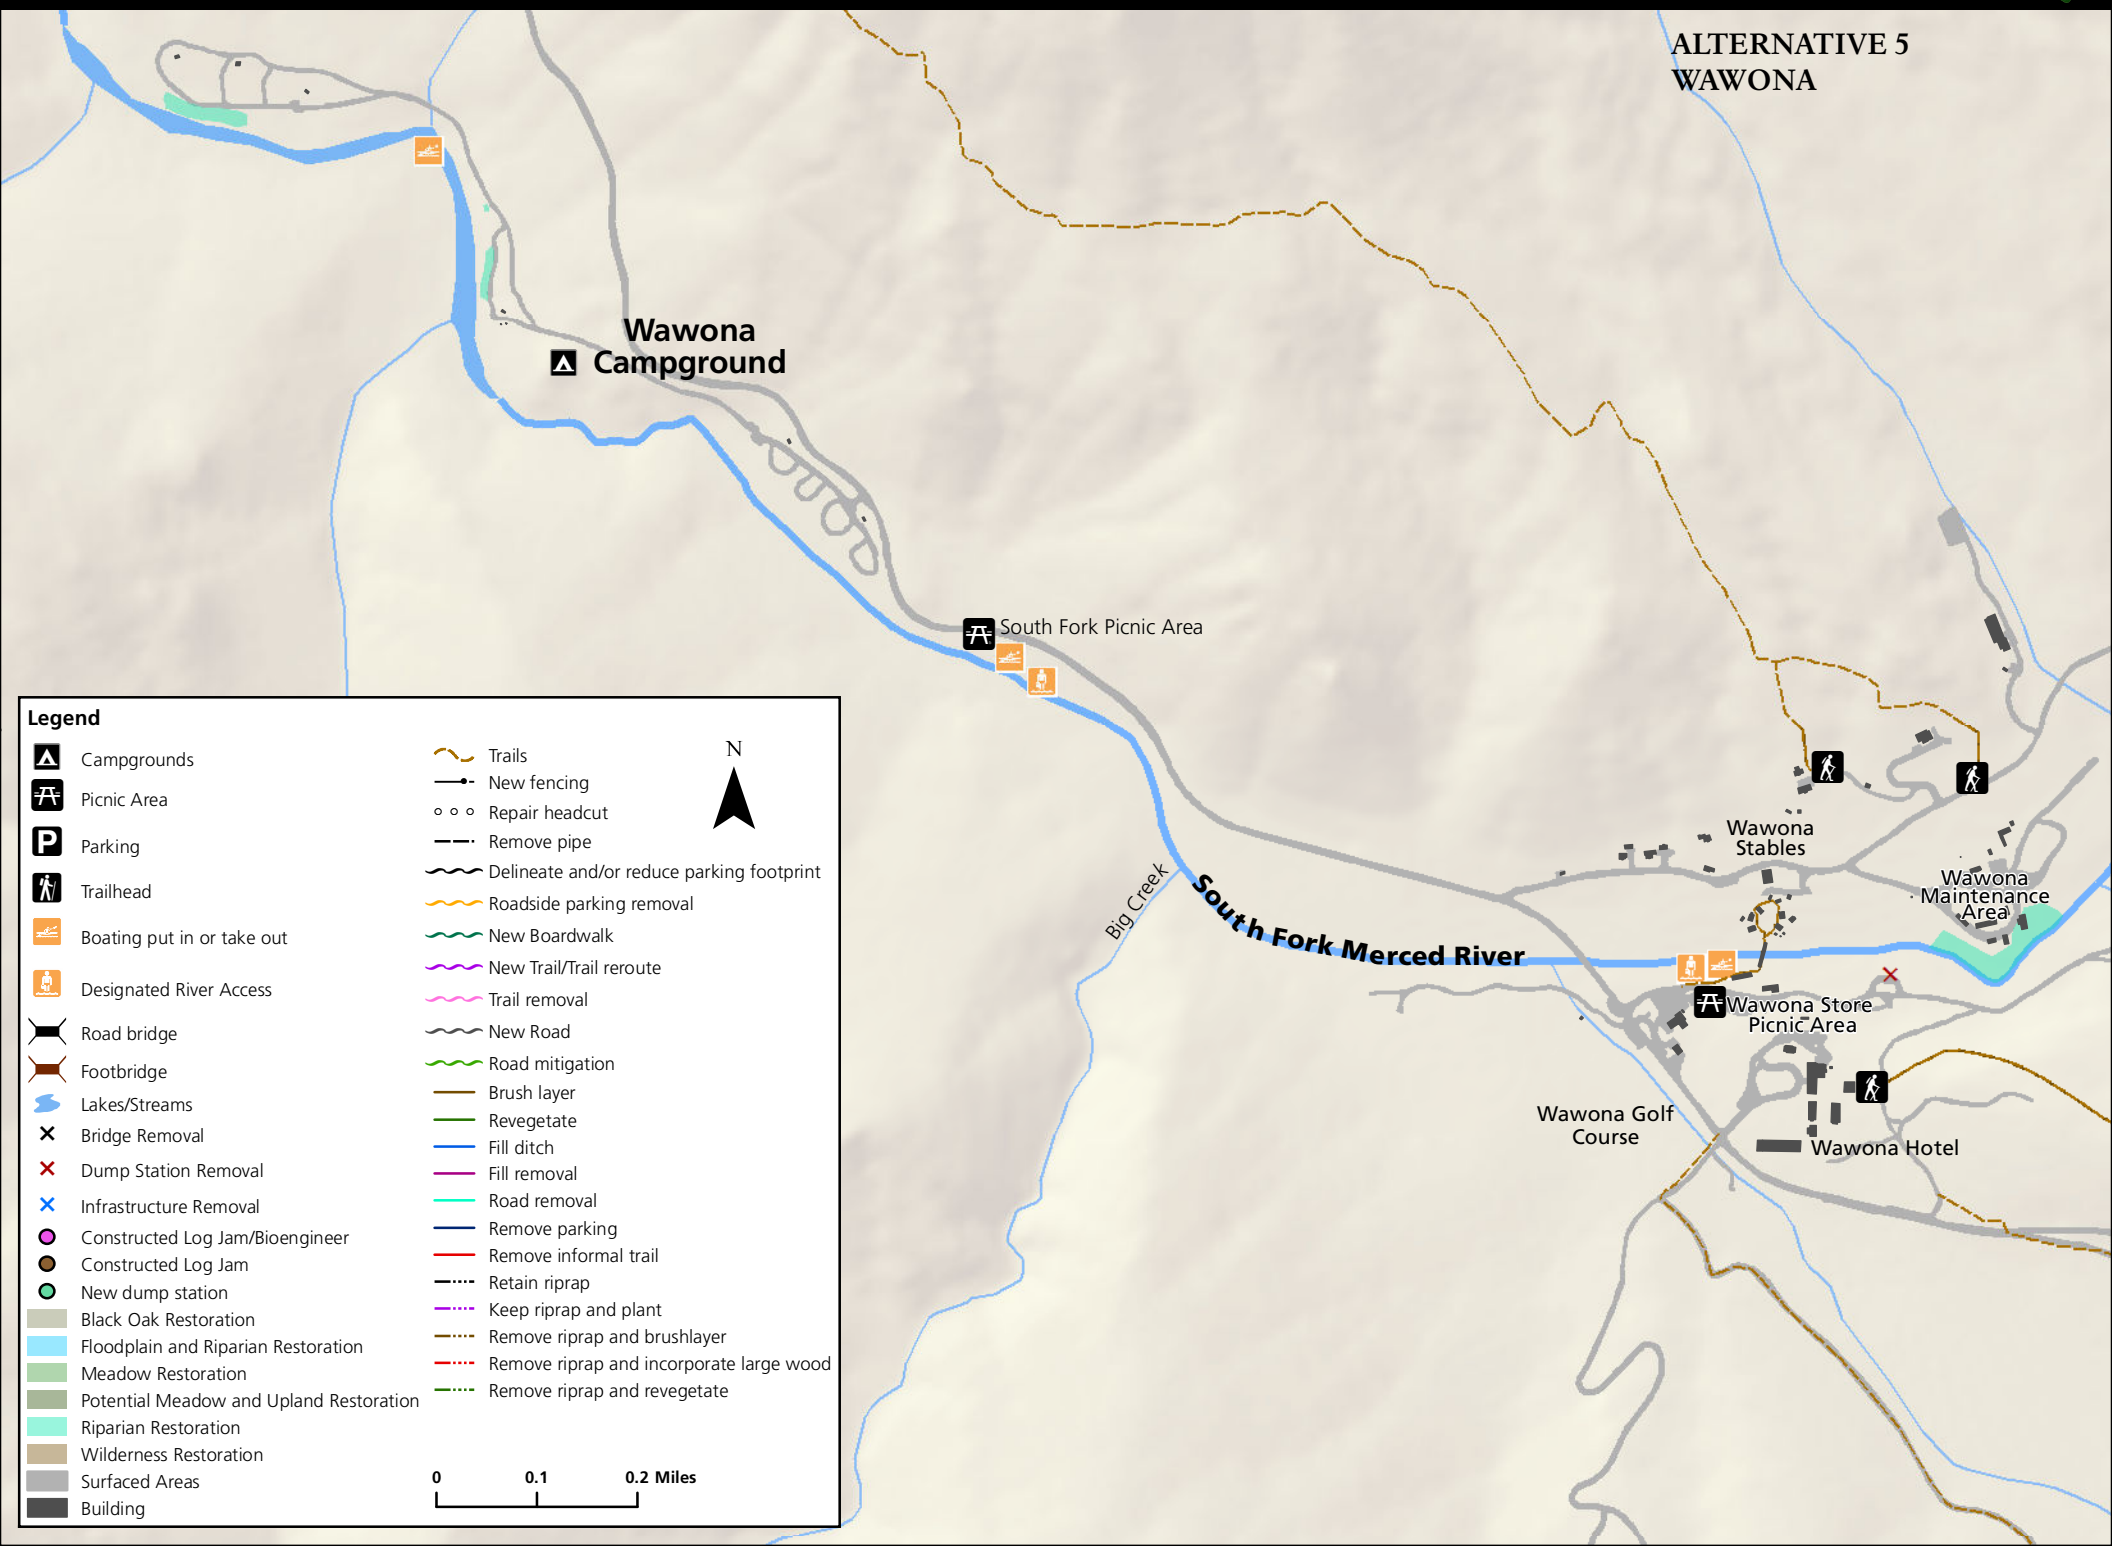 ALTERNATIVE 5
WAWONA
Wawona
Campground
South Fork Picnic Area
Wawona
Stables
Wawona
Maintenance
Area
Big Creek
South Fork Merced River
Wawona Store
Picnic Area
Wawona Golf
Course
Wawona Hotel
Legend
Campgrounds
Picnic Area
P
Parking
Trailhead
Boating put in or take out
Designated River Access
Road bridge
Footbridge
Lakes/Streams
Bridge Removal
Dump Station Removal
Infrastructure Removal
Constructed Log Jam/Bioengineer
Constructed Log Jam
New dump station
Black Oak Restoration
Floodplain and Riparian Restoration
Meadow Restoration
Potential Meadow and Upland Restoration
Riparian Restoration
Wilderness Restoration
Surfaced Areas
Building
Trails
New fencing
Repair headcut
Remove pipe
Delineate and/or reduce parking footprint
Roadside parking removal
New Boardwalk
New Trail/Trail reroute
Trail removal
New Road
Road mitigation
Brush layer
Revegetate
Fill ditch
Fill removal
Road removal
Remove parking
Remove informal trail
Retain riprap
Keep riprap and plant
Remove riprap and brushlayer
Remove riprap and incorporate large wood
Remove riprap and revegetate
N
0 0.1 0.2 Miles